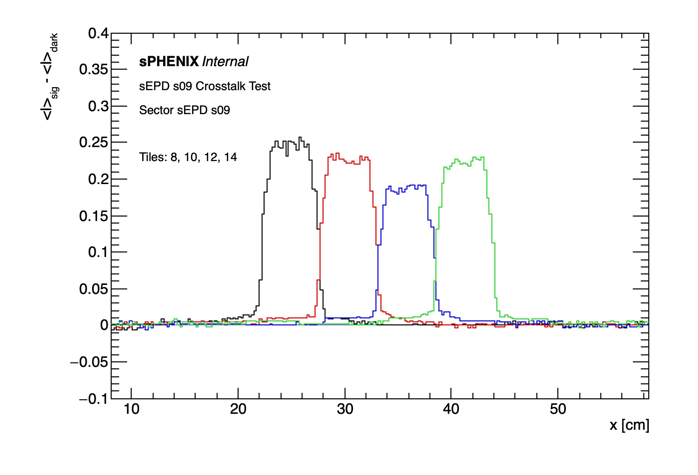 <I>sig - <I>dark
0.4
sPHENIX Internal
0.35
sEPD s09 Crosstalk Test
0.3
Sector sEPD s09
0.25
Tiles: 8, 10, 12, 14
0.2
0.15
0.1
0.05
0
−0.05
−0.1
10 20 30 40 50
x [cm]